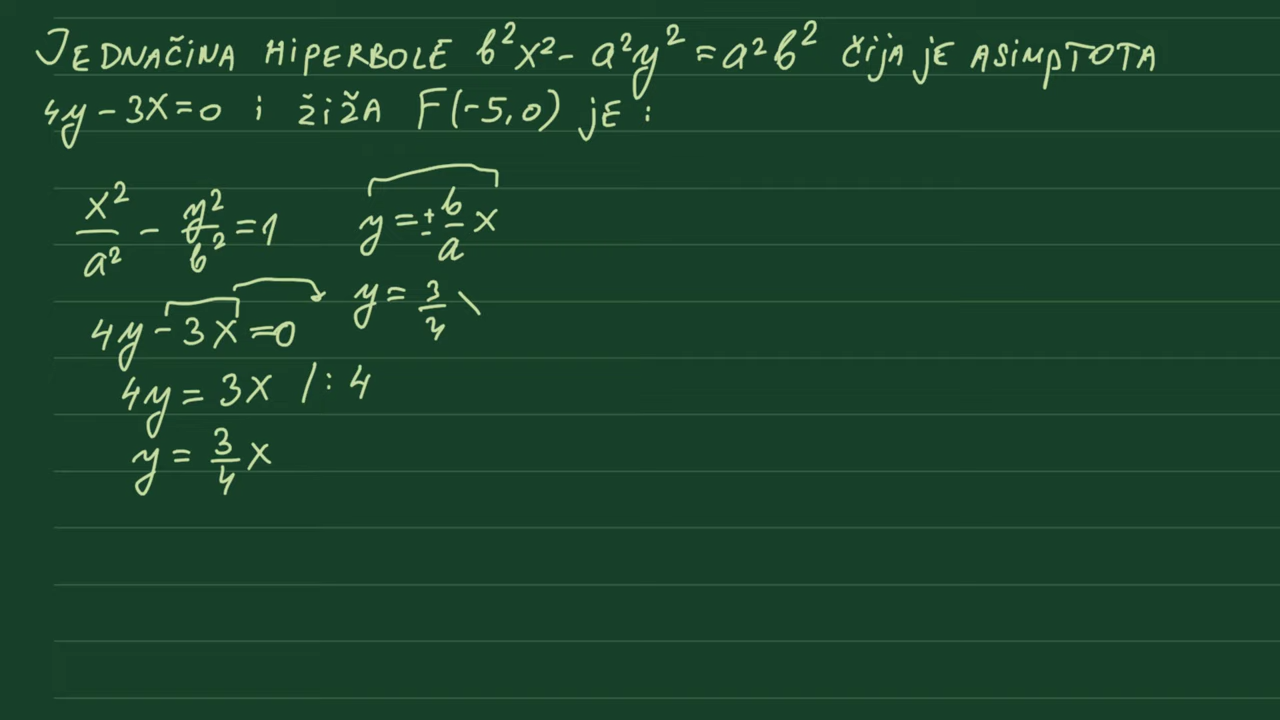 JEDNAČINA HIPERBOLE b²x² - a²y² = a²b² ČIJA JE ASIMPTOTA
4y - 3x = 0 i ŽIŽA F(-5,0) JE:
x²/a² - y²/b² = 1
y = ± b/a x
4y - 3x = 0
y = 3/4 \
4y = 3x /: 4
y = 3/4 x